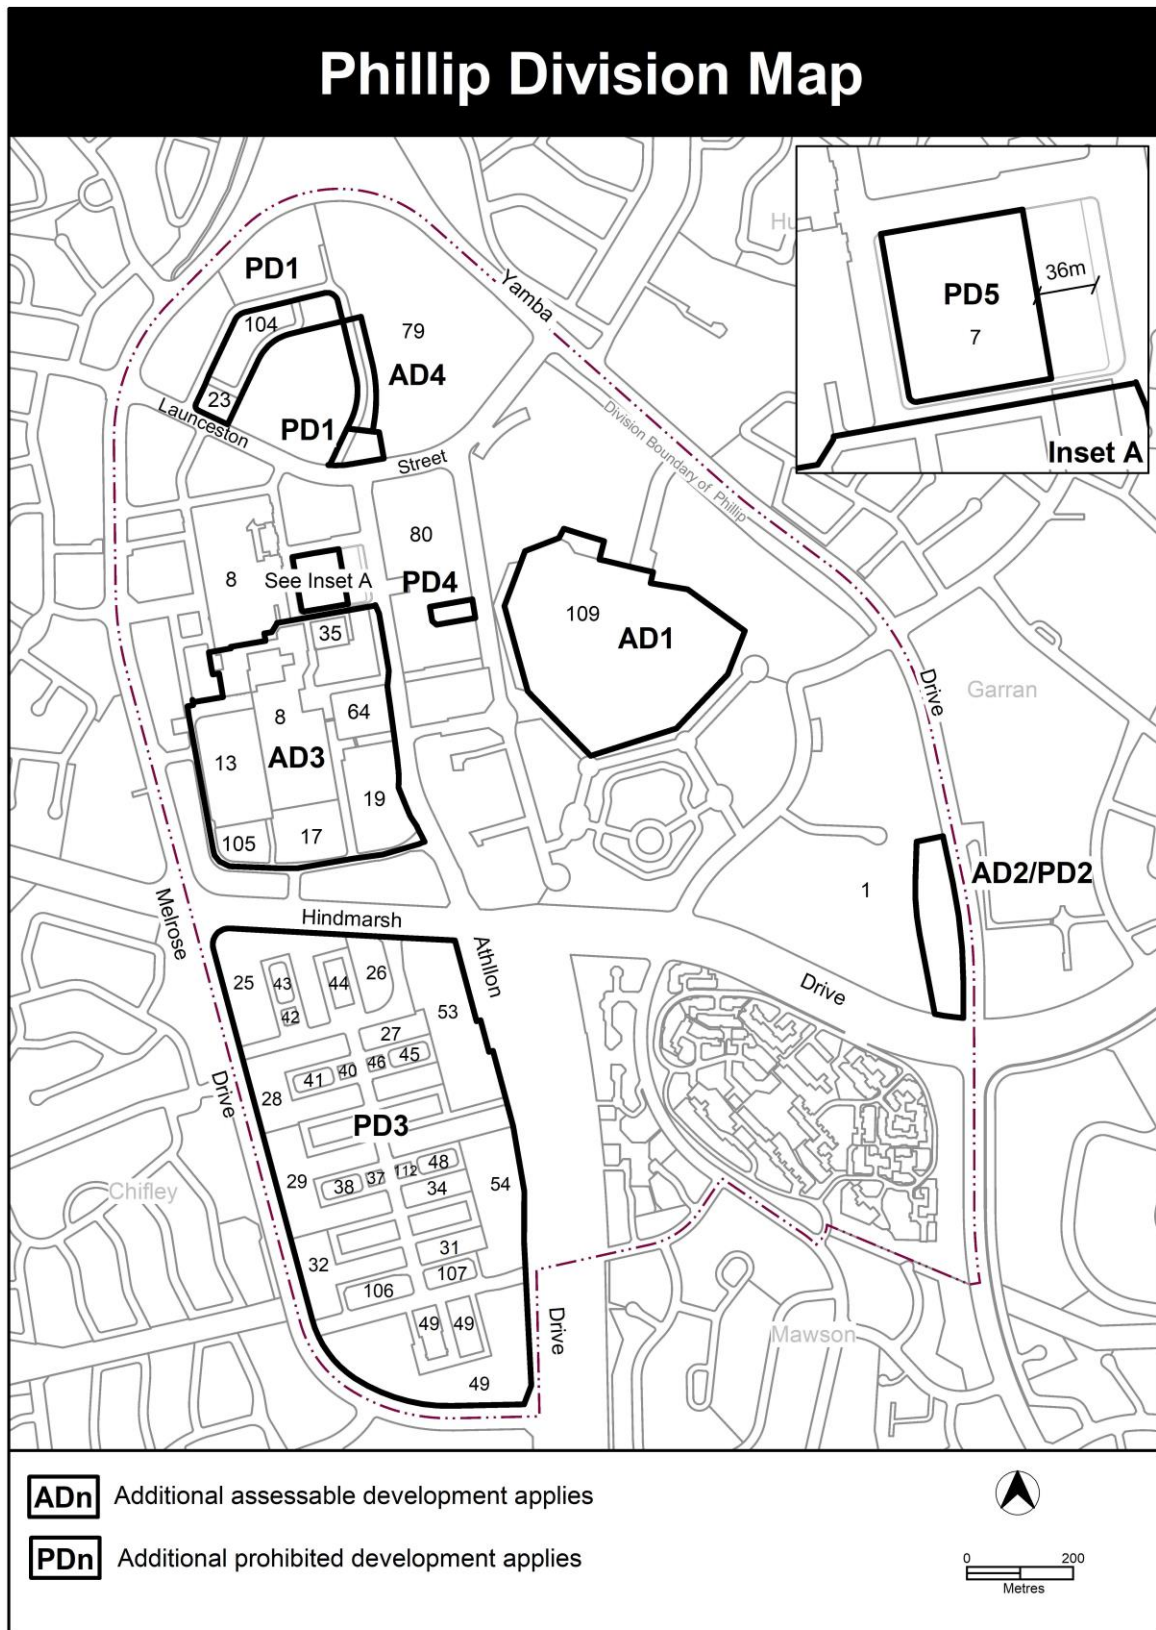 Phillip Division Map
Hu
36m
PD5
7
Inset A
PD1
Yamba
104
79
AD4
23
Launceston
PD1
Street
Division Boundary of Phillip
80
8
See Inset A
PD4
109
AD1
35
Drive
Garran
8
64
AD3
13
19
105
17
AD2/PD2
1
Melrose
Hindmarsh
Athllon
Drive
25
43
44
26
42
53
27
46
45
40
41
28
Drive
PD3
Chifley
29
38
37
112
48
34
54
32
31
107
106
49
49
Drive
Mawson
49
ADn Additional assessable development applies
PDn Additional prohibited development applies
0 200
Metres